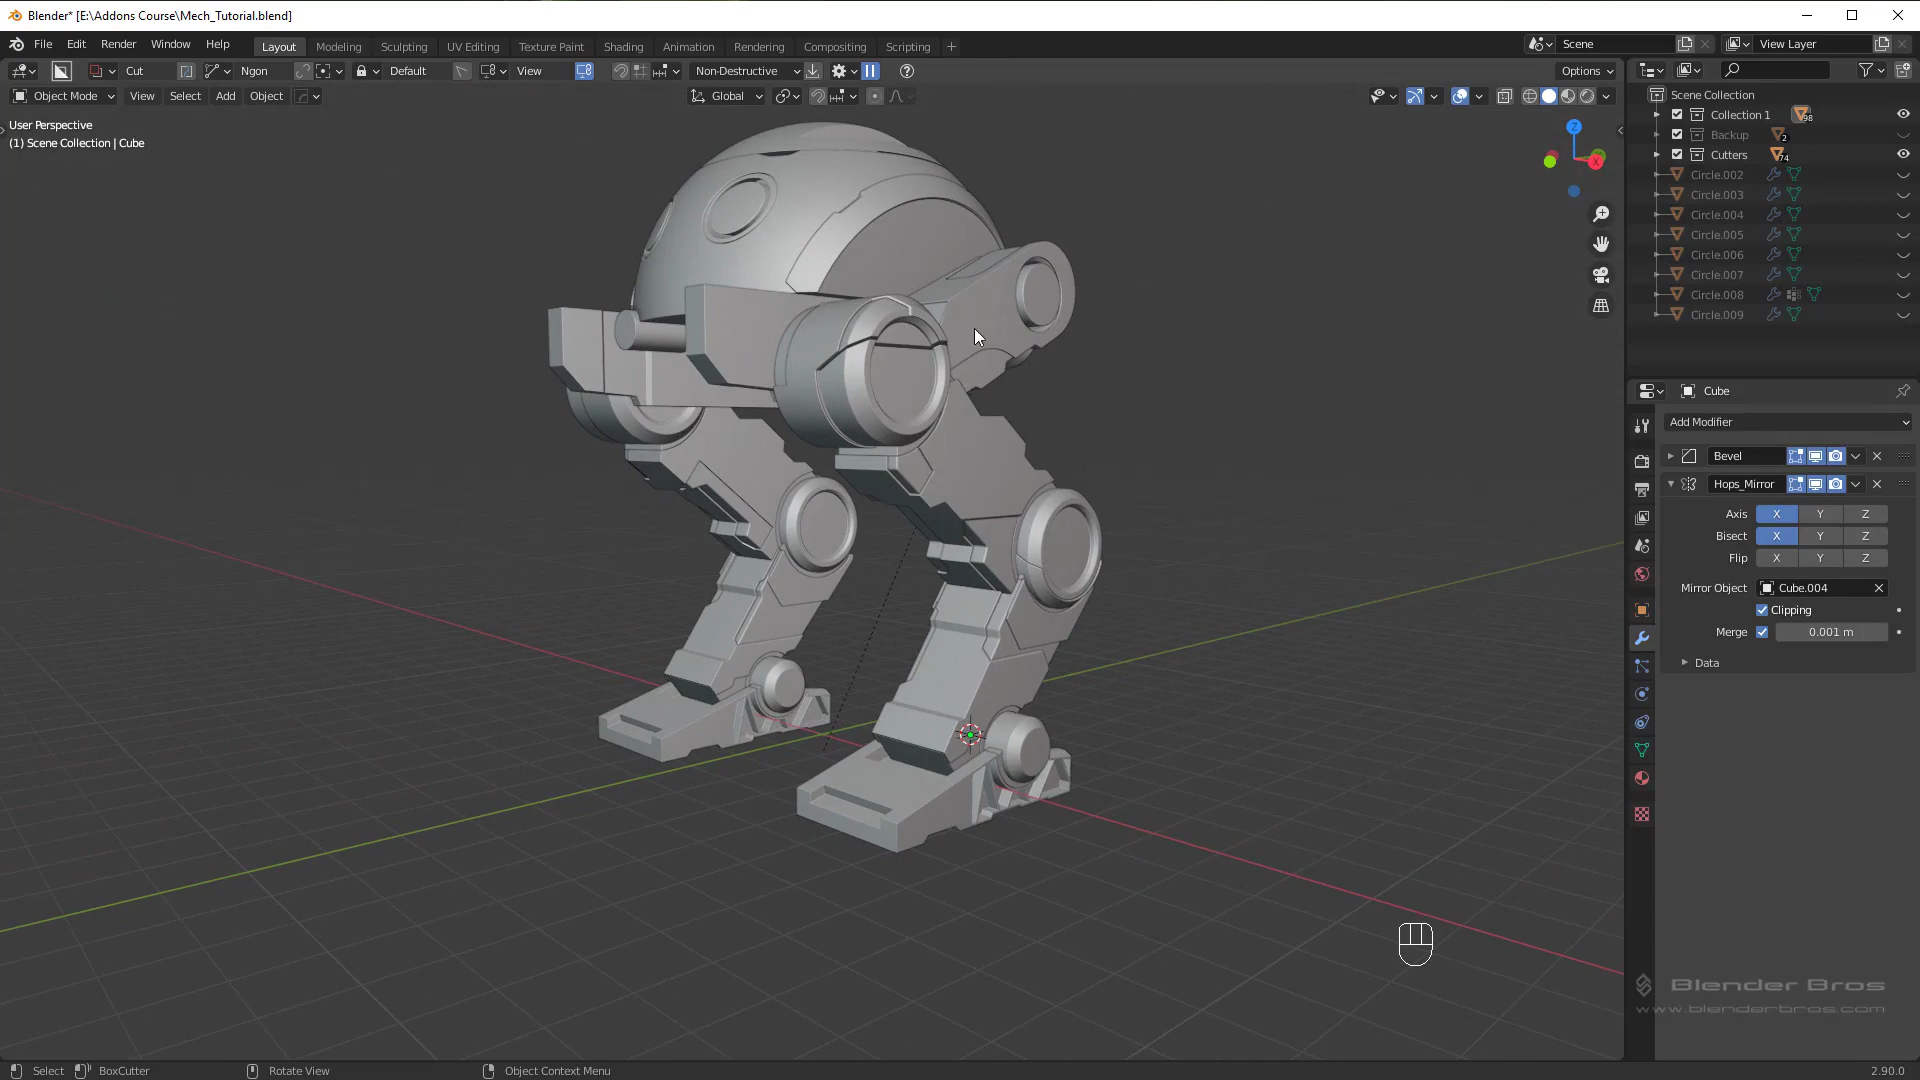 Blender* [E:\Addons Course\Mech_Tutorial.blend]
File Edit Render Window Help Layout Modeling Sculpting UV Editing Texture Paint Shading Animation Rendering Compositing Scripting + Scene View Layer
Cut Ngon Default View Non-Destructive Options
Object Mode View Select Add Object Global
User Perspective
(1) Scene Collection | Cube
Z
X
Scene Collection
Collection 1 98
Backup 2
Cutters 74
Circle.002
Circle.003
Circle.004
Circle.005
Circle.006
Circle.007
Circle.008
Circle.009
Cube
Add Modifier
Bevel
Hops_Mirror
Axis X Y Z
Bisect X Y Z
Flip X Y Z
Mirror Object Cube.004
Clipping
Merge 0.001 m
Data
Blender Bros
www.blenderbros.com
Select BoxCutter Rotate View Object Context Menu 2.90.0